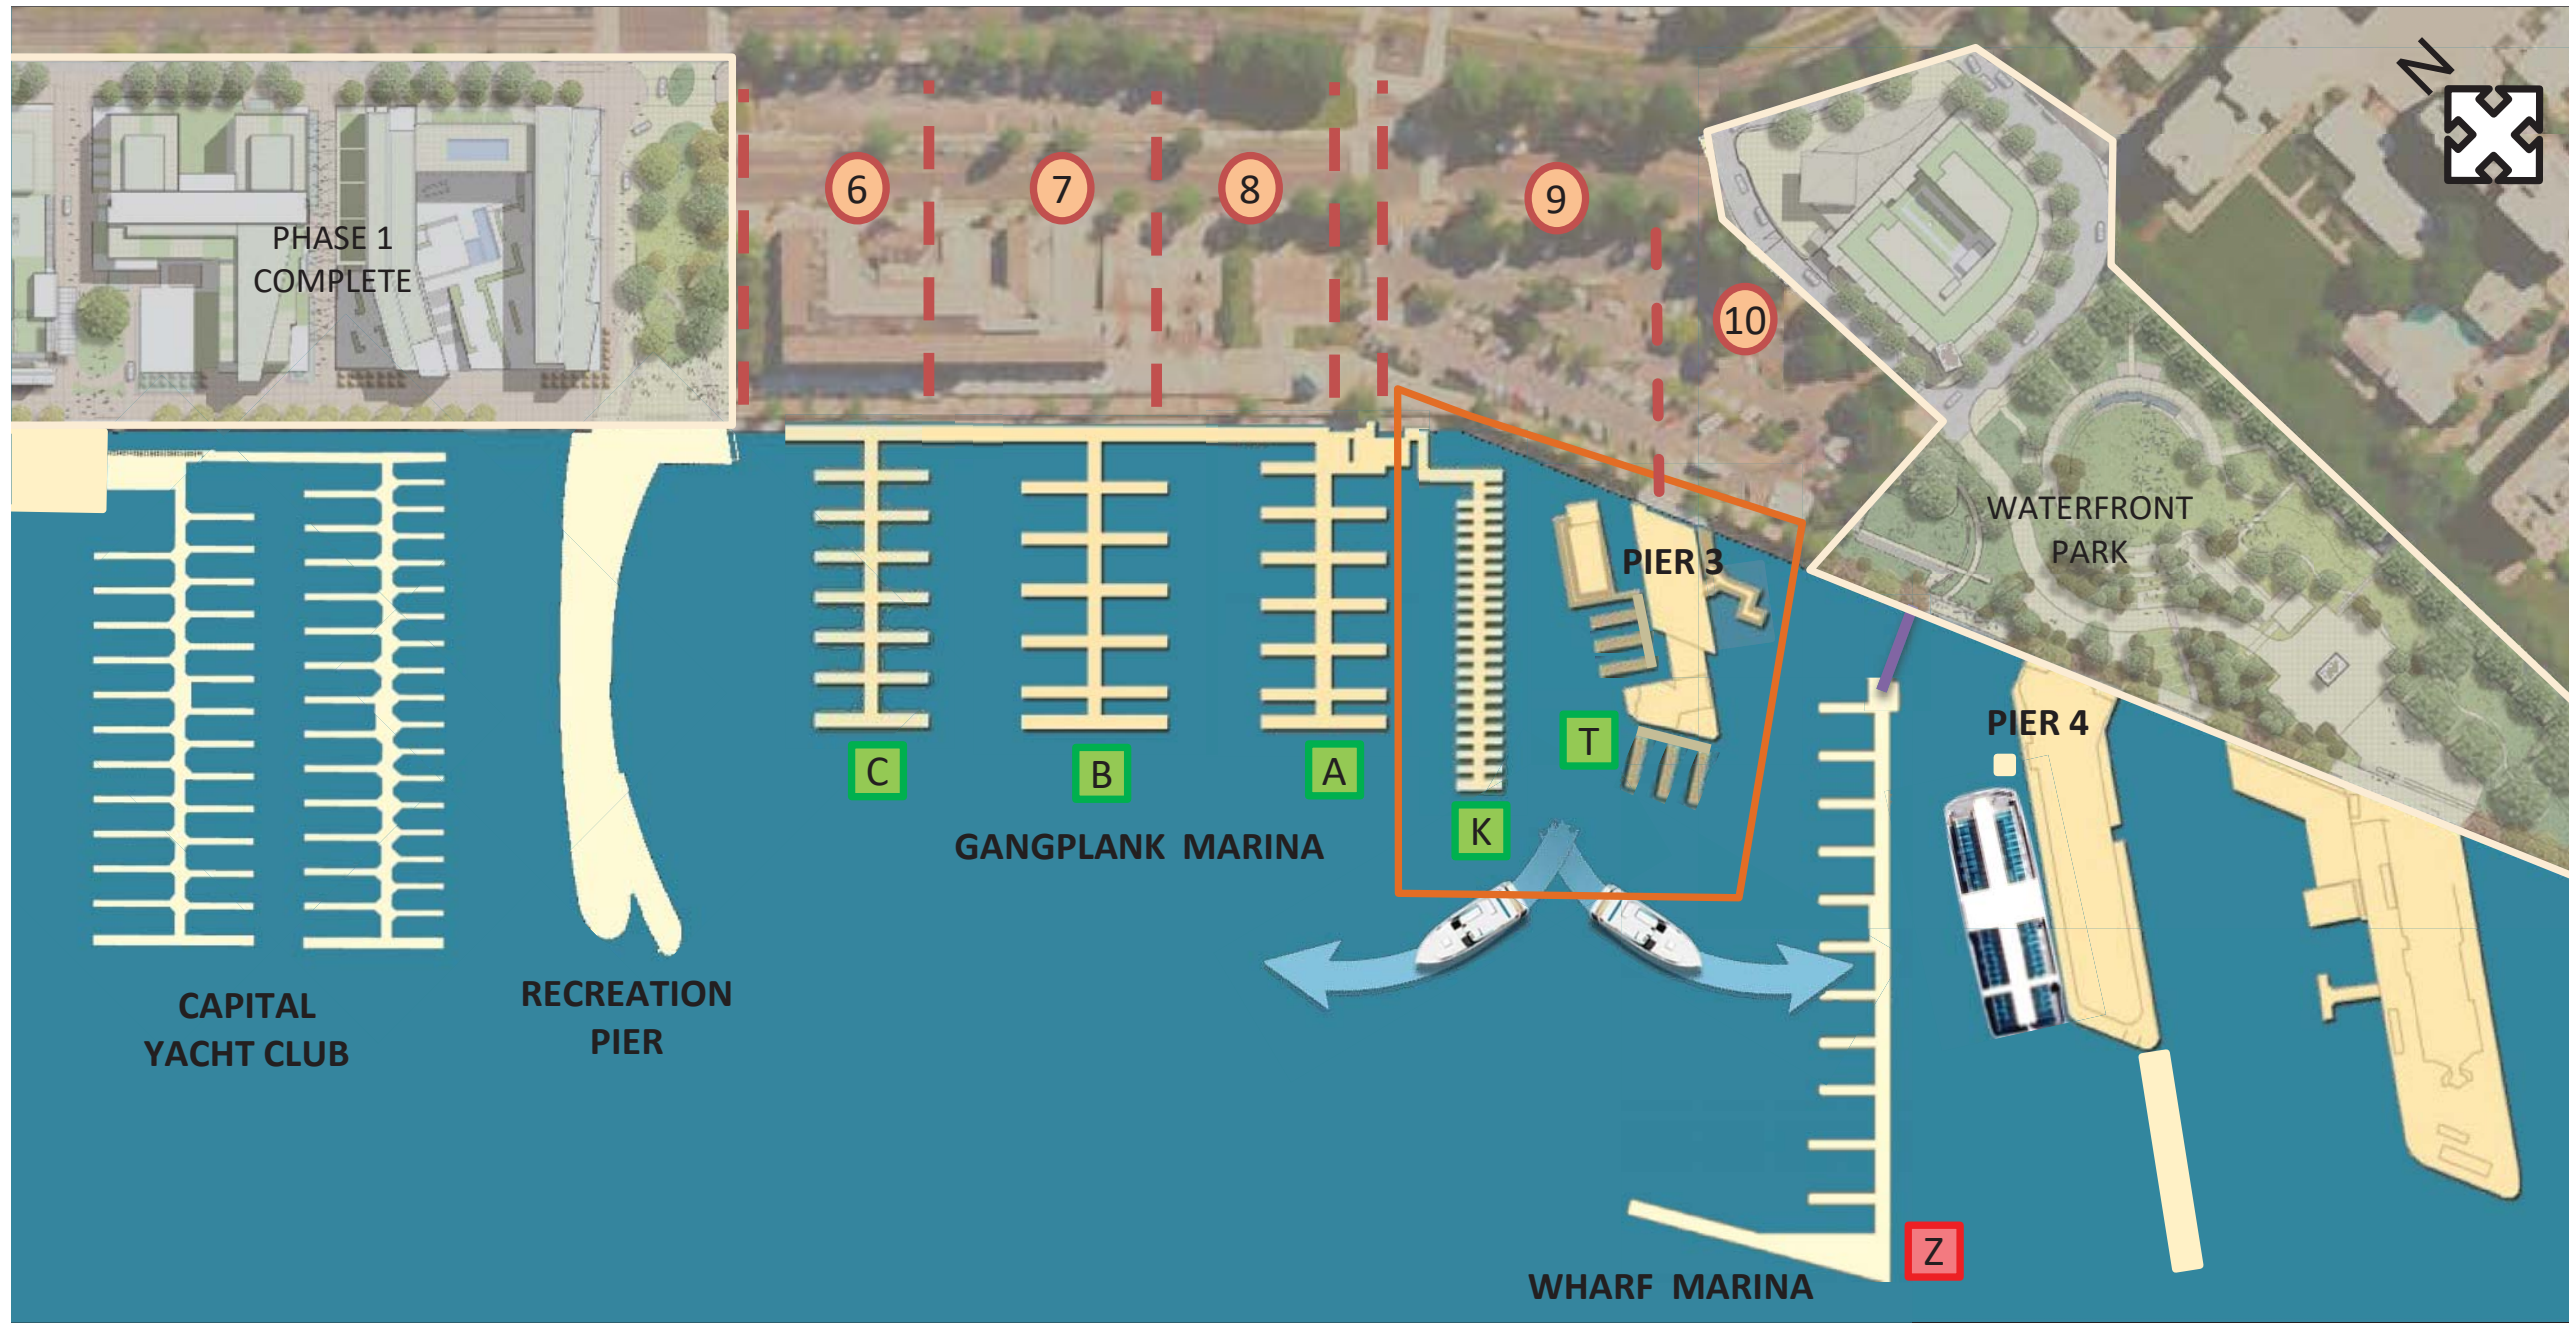 N
6
7
8
9
10
PHASE 1
COMPLETE
WATERFRONT
PARK
PIER 3
PIER 4
T
C
B
A
K
GANGPLANK MARINA
CAPITAL
YACHT CLUB
RECREATION
PIER
Z
WHARF MARINA